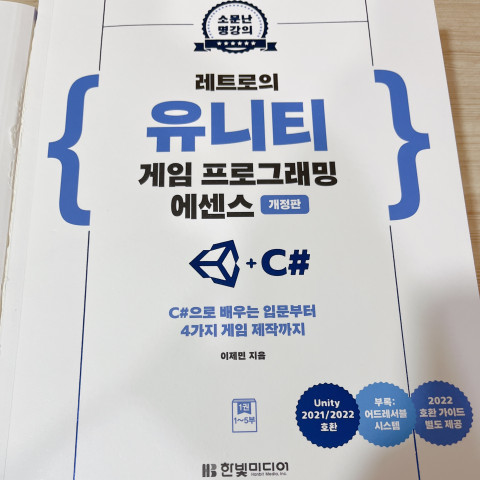 소문난
명강의
레트로의
유니티
게임 프로그래밍
에센스 개정판
+ C#
C#으로 배우는 입문부터
4가지 게임 제작까지
이제민 지음
1권
1~5부
Unity
2021/2022
호환
부록:
어드레서블
시스템
2022
호환 가이드
별도 제공
한빛미디어
Hanbit Media, Inc.